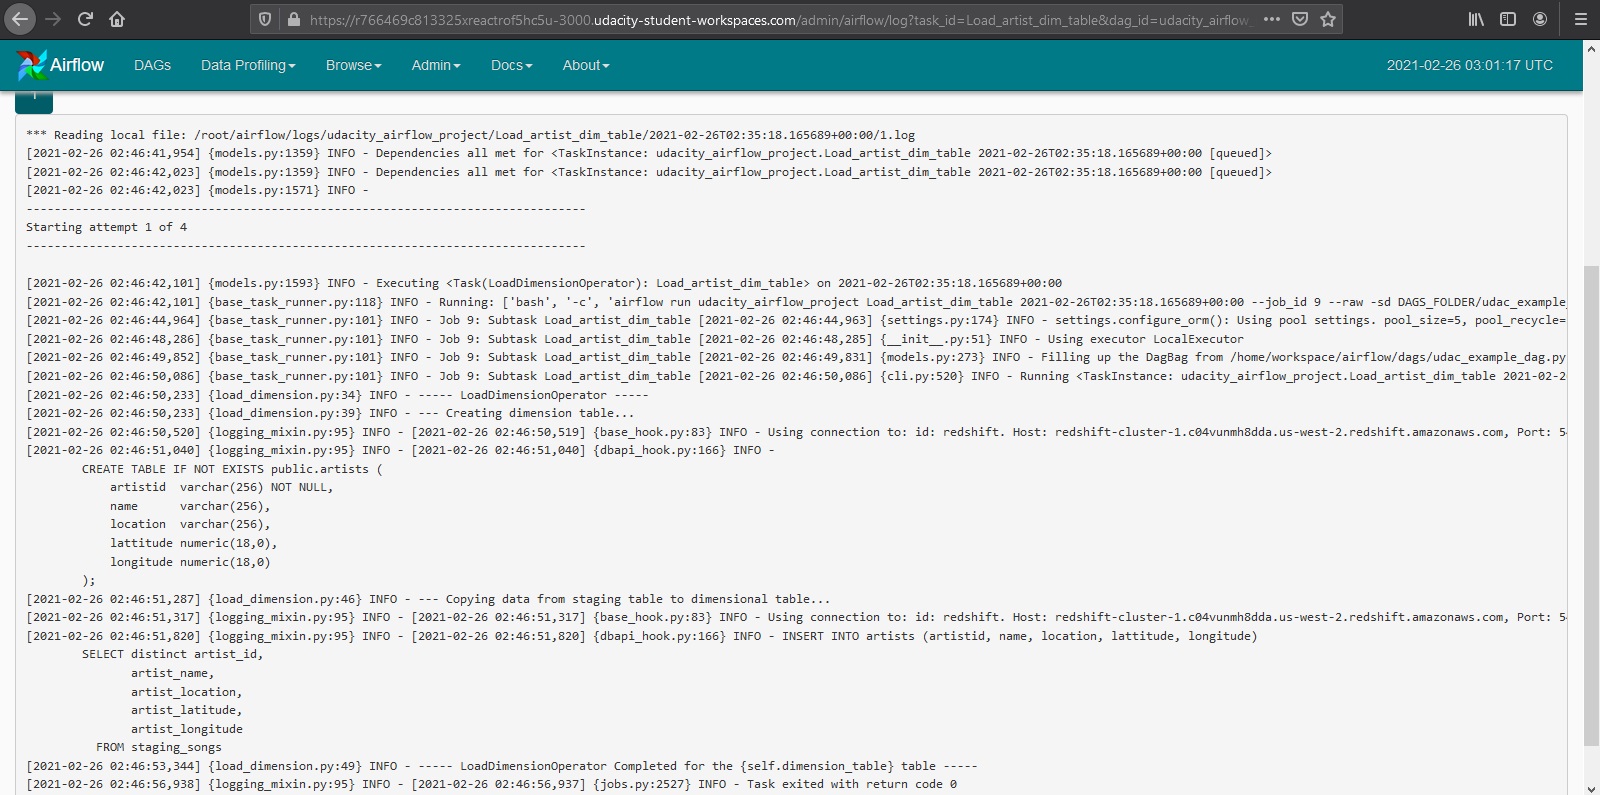 https://r766469c813325xreactrof5hc5u-3000.udacity-student-workspaces.com/admin/airflow/log?task_id=Load_artist_dim_table&dag_id=udacity_airflow_
Airflow DAGs Data Profiling Browse Admin Docs About 2021-02-26 03:01:17 UTC
*** Reading local file: /root/airflow/logs/udacity_airflow_project/Load_artist_dim_table/2021-02-26T02:35:18.165689+00:00/1.log
[2021-02-26 02:46:41,954] {models.py:1359} INFO - Dependencies all met for <TaskInstance: udacity_airflow_project.Load_artist_dim_table 2021-02-26T02:35:18.165689+00:00 [queued]>
[2021-02-26 02:46:42,023] {models.py:1359} INFO - Dependencies all met for <TaskInstance: udacity_airflow_project.Load_artist_dim_table 2021-02-26T02:35:18.165689+00:00 [queued]>
[2021-02-26 02:46:42,023] {models.py:1571} INFO -
--------------------------------------------------------------------------------
Starting attempt 1 of 4
--------------------------------------------------------------------------------
[2021-02-26 02:46:42,101] {models.py:1593} INFO - Executing <Task(LoadDimensionOperator): Load_artist_dim_table> on 2021-02-26T02:35:18.165689+00:00
[2021-02-26 02:46:42,101] {base_task_runner.py:118} INFO - Running: ['bash', '-c', 'airflow run udacity_airflow_project Load_artist_dim_table 2021-02-26T02:35:18.165689+00:00 --job_id 9 --raw -sd DAGS_FOLDER/udac_example_
[2021-02-26 02:46:44,964] {base_task_runner.py:101} INFO - Job 9: Subtask Load_artist_dim_table [2021-02-26 02:46:44,963] {settings.py:174} INFO - settings.configure_orm(): Using pool settings. pool_size=5, pool_recycle=
[2021-02-26 02:46:48,286] {base_task_runner.py:101} INFO - Job 9: Subtask Load_artist_dim_table [2021-02-26 02:46:48,285] {__init__.py:51} INFO - Using executor LocalExecutor
[2021-02-26 02:46:49,852] {base_task_runner.py:101} INFO - Job 9: Subtask Load_artist_dim_table [2021-02-26 02:46:49,831] {models.py:273} INFO - Filling up the DagBag from /home/workspace/airflow/dags/udac_example_dag.py
[2021-02-26 02:46:50,086] {base_task_runner.py:101} INFO - Job 9: Subtask Load_artist_dim_table [2021-02-26 02:46:50,086] {cli.py:520} INFO - Running <TaskInstance: udacity_airflow_project.Load_artist_dim_table 2021-02-2
[2021-02-26 02:46:50,233] {load_dimension.py:34} INFO - ----- LoadDimensionOperator -----
[2021-02-26 02:46:50,233] {load_dimension.py:39} INFO - --- Creating dimension table...
[2021-02-26 02:46:50,520] {logging_mixin.py:95} INFO - [2021-02-26 02:46:50,519] {base_hook.py:83} INFO - Using connection to: id: redshift. Host: redshift-cluster-1.c04vunmh8dda.us-west-2.redshift.amazonaws.com, Port: 54
[2021-02-26 02:46:51,040] {logging_mixin.py:95} INFO - [2021-02-26 02:46:51,040] {dbapi_hook.py:166} INFO -
CREATE TABLE IF NOT EXISTS public.artists (
artistid varchar(256) NOT NULL,
name varchar(256),
location varchar(256),
lattitude numeric(18,0),
longitude numeric(18,0)
);
[2021-02-26 02:46:51,287] {load_dimension.py:46} INFO - --- Copying data from staging table to dimensional table...
[2021-02-26 02:46:51,317] {logging_mixin.py:95} INFO - [2021-02-26 02:46:51,317] {base_hook.py:83} INFO - Using connection to: id: redshift. Host: redshift-cluster-1.c04vunmh8dda.us-west-2.redshift.amazonaws.com, Port: 54
[2021-02-26 02:46:51,820] {logging_mixin.py:95} INFO - [2021-02-26 02:46:51,820] {dbapi_hook.py:166} INFO - INSERT INTO artists (artistid, name, location, lattitude, longitude)
SELECT distinct artist_id,
artist_name,
artist_location,
artist_latitude,
artist_longitude
FROM staging_songs
[2021-02-26 02:46:53,344] {load_dimension.py:49} INFO - ----- LoadDimensionOperator Completed for the {self.dimension_table} table -----
[2021-02-26 02:46:56,938] {logging_mixin.py:95} INFO - [2021-02-26 02:46:56,937] {jobs.py:2527} INFO - Task exited with return code 0